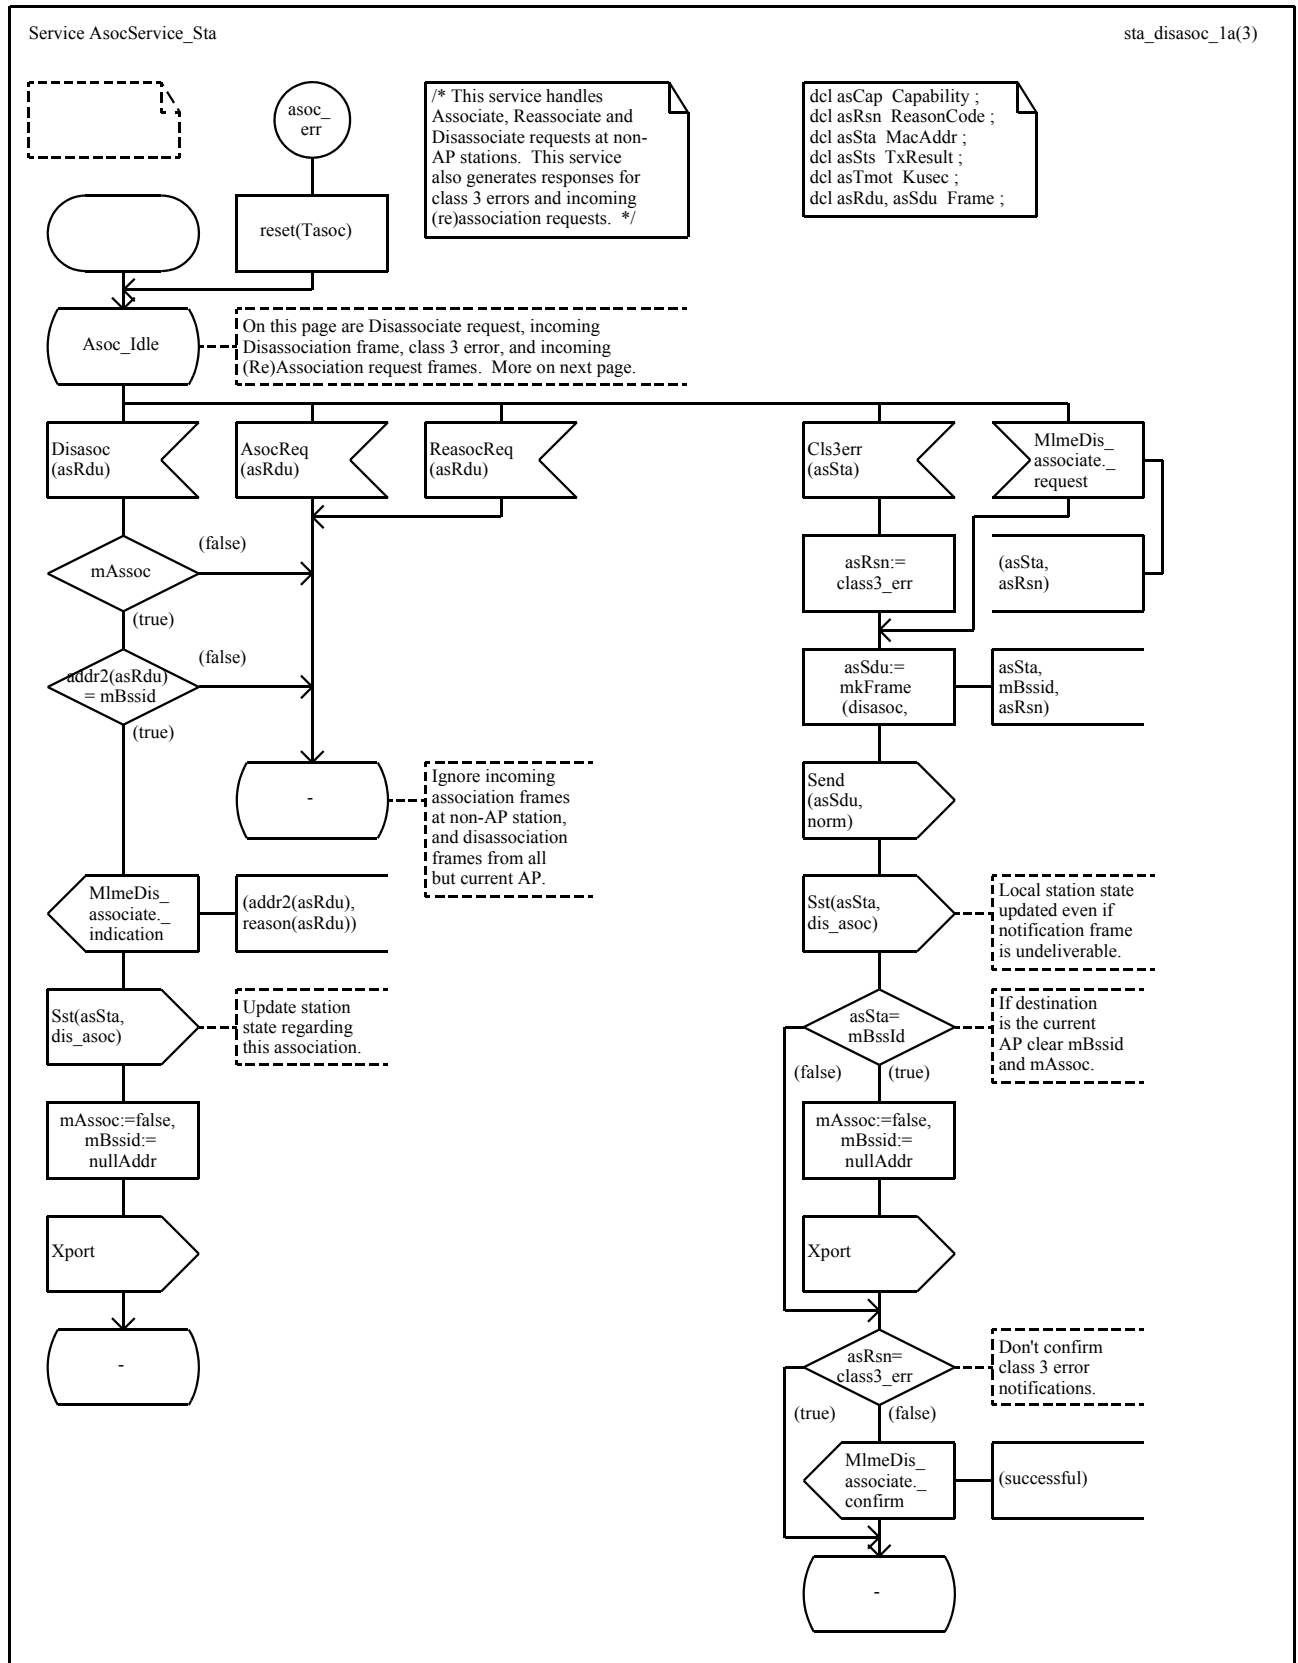 Service AsocService_Sta
sta_disasoc_1a(3)
asoc_
err
/* This service handles
Associate, Reassociate and
Disassociate requests at non-
AP stations.  This service
also generates responses for
class 3 errors and incoming
(re)association requests.  */
dcl asCap  Capability ;
dcl asRsn  ReasonCode ;
dcl asSta  MacAddr ;
dcl asSts  TxResult ;
dcl asTmot  Kusec ;
dcl asRdu, asSdu  Frame ;
reset(Tasoc)
Asoc_Idle
On this page are Disassociate request, incoming
Disassociation frame, class 3 error, and incoming
(Re)Association request frames.  More on next page.
Disasoc
(asRdu)
AsocReq
(asRdu)
ReasocReq
(asRdu)
Cls3err
(asSta)
MlmeDis_
associate._
request
mAssoc
(false)
(true)
asRsn:=
class3_err
(asSta,
asRsn)
addr2(asRdu)
= mBssid
(false)
(true)
asSdu:=
mkFrame
(disasoc,
asSta,
mBssid,
asRsn)
-
Ignore incoming
association frames
at non-AP station,
and disassociation
frames from all
but current AP.
Send
(asSdu,
norm)
MlmeDis_
associate._
indication
(addr2(asRdu),
reason(asRdu))
Sst(asSta,
dis_asoc)
Local station state
updated even if
notification frame
is undeliverable.
Sst(asSta,
dis_asoc)
Update station
state regarding
this association.
asSta=
mBssId
(false)
(true)
If destination
is the current
AP clear mBssid
and mAssoc.
mAssoc:=false,
mBssid:=
nullAddr
mAssoc:=false,
mBssid:=
nullAddr
Xport
Xport
-
asRsn=
class3_err
(true)
(false)
Don't confirm
class 3 error
notifications.
MlmeDis_
associate._
confirm
(successful)
-